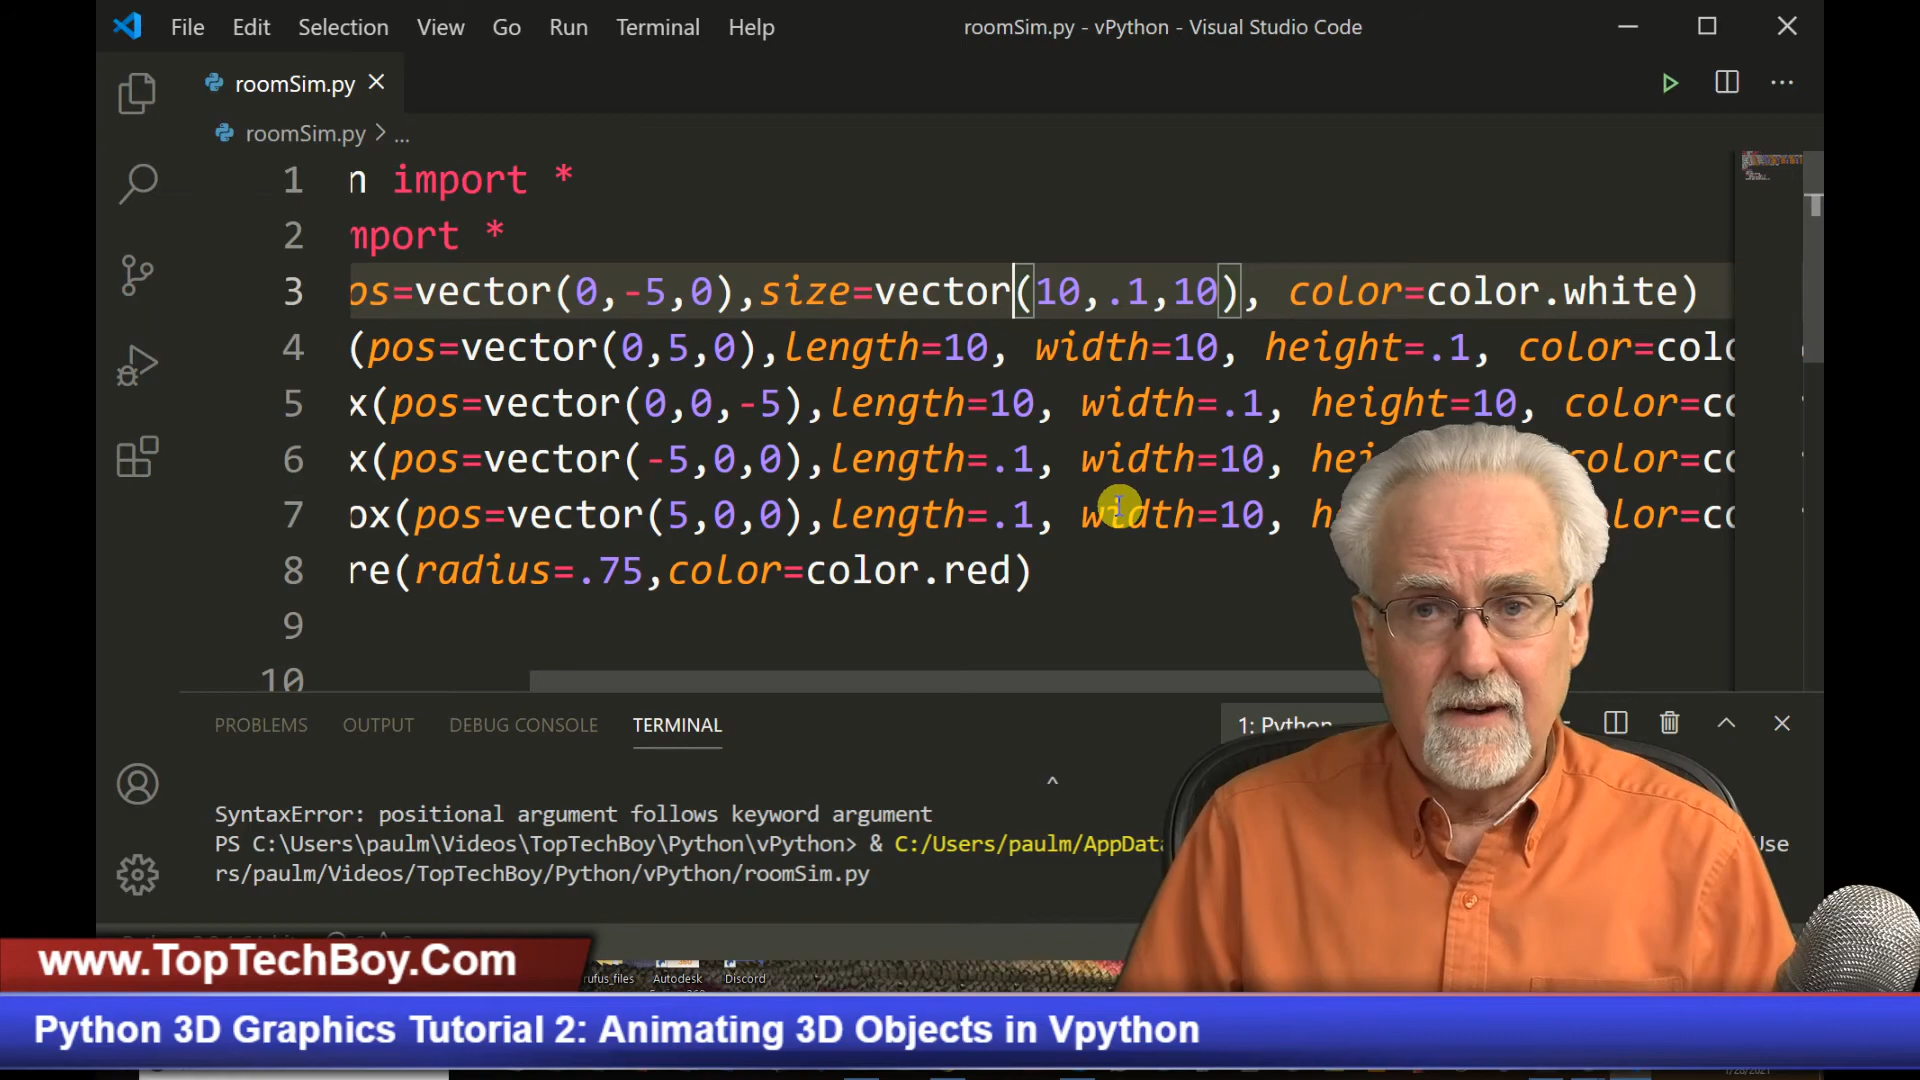 File Edit Selection View Go Run Terminal Help roomSim.py - vPython - Visual Studio Code
roomSim.py ×
roomSim.py > ...
1 n import *
2 mport *
3 os=vector(0,-5,0),size=vector(10,.1,10), color=color.white)
4 (pos=vector(0,5,0),length=10, width=10, height=.1, color=colo
5 x(pos=vector(0,0,-5),length=10, width=.1, height=10, color=co
6 x(pos=vector(-5,0,0),length=.1, width=10, hei color=co
7 ox(pos=vector(5,0,0),length=.1, width=10, h color=co
8 re(radius=.75,color=color.red)
9
10
PROBLEMS OUTPUT DEBUG CONSOLE TERMINAL 1: Python
^
SyntaxError: positional argument follows keyword argument
PS C:\Users\paulm\Videos\TopTechBoy\Python\vPython> & C:/Users/paulm/AppData Use
rs/paulm/Videos/TopTechBoy/Python/vPython/roomSim.py
www.TopTechBoy.Com
rufus_files Autodesk Discord
Python 3D Graphics Tutorial 2: Animating 3D Objects in Vpython